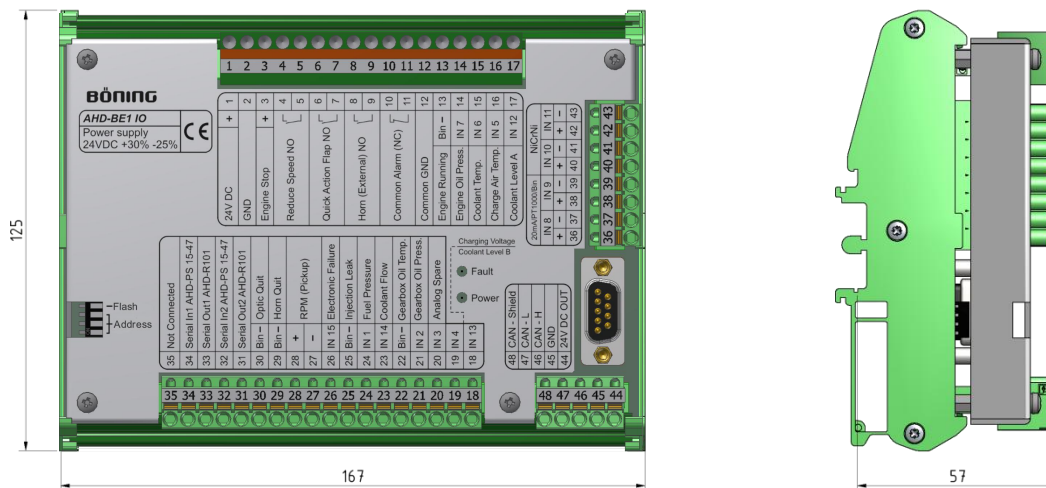 1 2 3 4 5 6 7 8 9 10 11 12 13 14 15 16 17
BÖNING
AHD-BE1 IO
Power supply
24VDC +30% -25%
CE
1 + 24V DC
2 GND
3 + Engine Stop
4 5 Reduce Speed NO
6 7 Quick Action Flap NO
8 9 Horn (External) NO
10 11 Common Alarm (NC)
12 Common GND
13 Bin − Engine Running
14 IN 7 Engine Oil Press.
15 IN 6 Coolant Temp.
16 IN 5 Charge Air Temp.
17 IN 12 Coolant Level A
NiCrNi
43 − IN 11
42 +
41 − IN 10
40 +
20mA/PT1000/Bin
39 − IN 9
38 +
37 − IN 8
36 +
43
42
41
40
39
38
37
36
Flash
Address
35 Not Connected
34 Serial In1 AHD-PS 15-47
33 Serial Out1 AHD-R101
32 Serial In2 AHD-PS 15-47
31 Serial Out2 AHD-R101
30 Bin − Optic Quit
29 Bin − Horn Quit
28 + RPM (Pickup)
27 −
26 IN 15 Electronic Failure
25 Bin − Injection Leak
24 IN 1 Fuel Pressure
23 IN 14 Coolant Flow
22 Bin − Gearbox Oil Temp.
21 IN 2 Gearbox Oil Press.
20 IN 3 Analog Spare
19 IN 4
18 IN 13
Charging Voltage
Coolant Level B
Fault
Power
48 CAN - Shield
47 CAN - L
46 CAN - H
45 GND
44 24V DC OUT
35 34 33 32 31 30 29 28 27 26 25 24 23 22 21 20 19 18
48 47 46 45 44
125
167
57